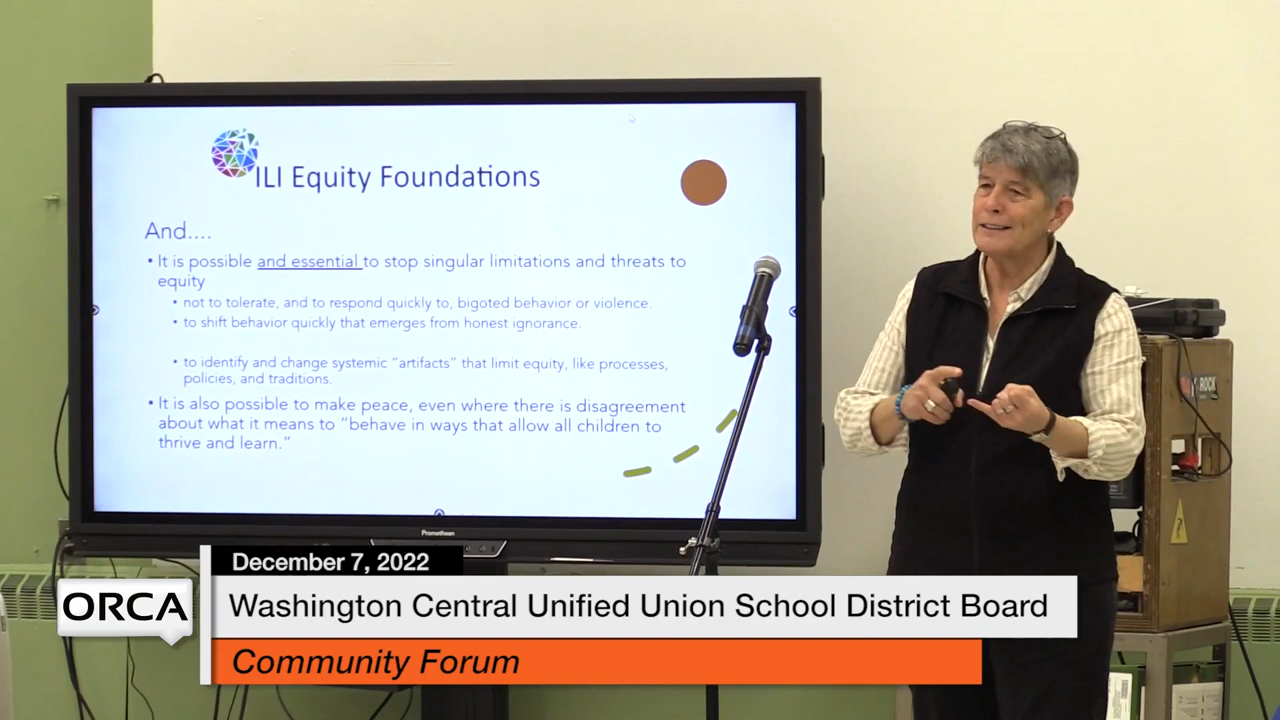 ILI Equity Foundations
And....
• It is possible and essential to stop singular limitations and threats to
equity
• not to tolerate, and to respond quickly to, bigoted behavior or violence.
• to shift behavior quickly that emerges from honest ignorance.
• to identify and change systemic “artifacts” that limit equity, like processes,
policies, and traditions.
• It is also possible to make peace, even where there is disagreement
about what it means to “behave in ways that allow all children to
thrive and learn.”
Promethean
ROCK
December 7, 2022
ORCA
Washington Central Unified Union School District Board
Community Forum